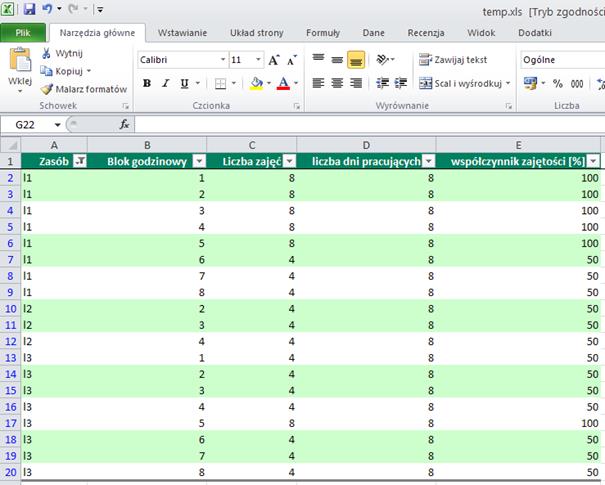 temp.xls [Tryb zgodności
Plik Narzędzia główne Wstawianie Układ strony Formuły Dane Recenzja Widok Dodatki
Wklej
Wytnij
Kopiuj
Malarz formatów
Schowek
Calibri 11
B I U
Czcionka
Zawijaj tekst
Scal i wyśrodkuj
Wyrównanie
Ogólne
% 000
Liczba
G22 fx
A B C D E
1 Zasób Blok godzinowy Liczba zajęć liczba dni pracujących współczynnik zajętości [%]
2 l1 1 8 8 100
3 l1 2 8 8 100
4 l1 3 8 8 100
5 l1 4 8 8 100
6 l1 5 8 8 100
7 l1 6 4 8 50
8 l1 7 4 8 50
9 l1 8 4 8 50
10 l2 2 4 8 50
11 l2 3 4 8 50
12 l2 4 4 8 50
13 l3 1 4 8 50
14 l3 2 4 8 50
15 l3 3 4 8 50
16 l3 4 4 8 50
17 l3 5 8 8 100
18 l3 6 4 8 50
19 l3 7 4 8 50
20 l3 8 4 8 50